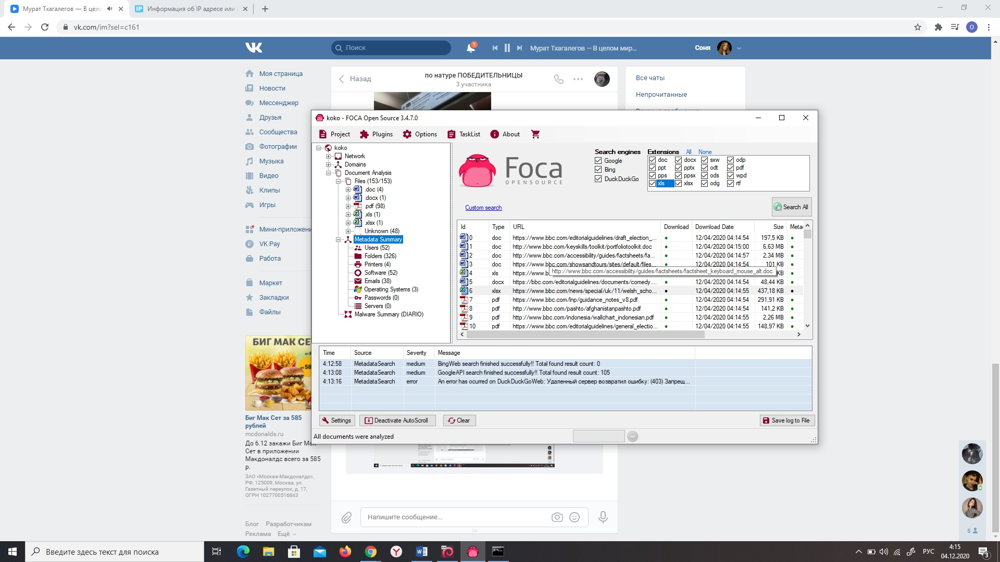 Мурат Тхагалегов — В цело
Информация об IP адресе или
vk.com/im?sel=c161
O
Поиск
1
Мурат Тхагалегов – В целом мир...
Соня
Моя страница
Новости
Мессенджер
Друзья
Сообщества
Фотографии
Музыка
Видео
Клипы
Игры
Мини-приложени
VK Pay
Работа
Маркет
Закладки
Файлы
Назад
по натуре ПОБЕДИТЕЛЬНИЦЫ
3 участника
Все чаты
Непрочитанные
koko - FOCA Open Source 3.4.7.0
Project Plugins Options TaskList About
koko
Network
Domains
Document Analysis
Files (153/153)
.doc (4)
.docx (1)
.pdf (98)
.xls (1)
.xlsx (1)
Unknown (48)
Metadata Summary
Users (52)
Folders (326)
Printers (4)
Software (52)
Emails (38)
Operating Systems (3)
Passwords (0)
Servers (0)
Malware Summary (DIARIO)
Foca
OPENSOURCE
Search engines
Google
Bing
DuckDuckGo
Extensions All None
doc docx sxw odp
ppt pptx odt pdf
pps ppsx ods wpd
xls xlsx odg rtf
Custom search
Search All
Id Type URL Download Download Date Size Meta
0 doc https://www.bbc.com/editorialguidelines/draft_election_... 12/04/2020 04:14:54 197,5 KB
1 doc http://www.bbc.com/keyskills/toolkit/portfoliotoolkit.doc 12/04/2020 04:15:00 6,63 MB
2 doc http://www.bbc.com/accessibility/guides/factsheets/fa... 12/04/2020 04:14:57 2,34 MB
3 doc http://www.bbc.com/showsandtours/sites/default/files... 12/04/2020 04:14:54 101 KB
4 xls https://www.b KB
http://www.bbc.com/accessibility/guides/factsheets/factsheet_keyboard_mouse_alt.doc
5 docx https://bbc.com/editorialguidelines/documents/comedy.... 12/04/2020 04:14:54 48,44 KB
6 xlsx https://www.bbc.com/news/special/uk/11/welsh_scho... 12/04/2020 04:14:55 437,18 KB
7 pdf https://www.bbc.com/lnp/guidance_notes_v8.pdf 12/04/2020 04:14:54 291,91 KB
8 pdf http://www.bbc.com/pashto/afghanistanpashto.pdf 12/04/2020 04:14:54 141,2 KB
9 pdf http://www.bbc.com/indonesia/wallchart_indonesian.pdf 12/04/2020 04:14:55 2,26 MB
10 pdf https://www.bbc.com/editorialguidelines/general_electio... 12/04/2020 04:14:55 148,97 KB
Time Source Severity Message
4:12:58 MetadataSearch medium BingWeb search finished successfully!! Total found result count: 0
4:13:08 MetadataSearch medium GoogleAPI search finished successfully!! Total found result count: 105
4:13:16 MetadataSearch error An error has ocurred on DuckDuckGoWeb: Удаленный сервер возвратил ошибку: (403) Запрещ...
Settings Deactivate AutoScroll Clear Save log to File
All documents were analyzed
БИГ МАК СЕ
Биг Мак Сет за 585
рублей
mcdonalds.ru
До 6.12 закажи Биг Мак
Сет в приложении
Макдоналдс всего за 585
р.
ЗАО «Москва-Макдоналдс»,
РФ, 125009, Москва, ул.
Газетный переулок, д. 17,
ОГРН 1027700516843
Блог Разработчикам
Реклама Ещё
Напишите сообщение...
5
Введите здесь текст для поиска
РУС
4:15
04.12.2020
3